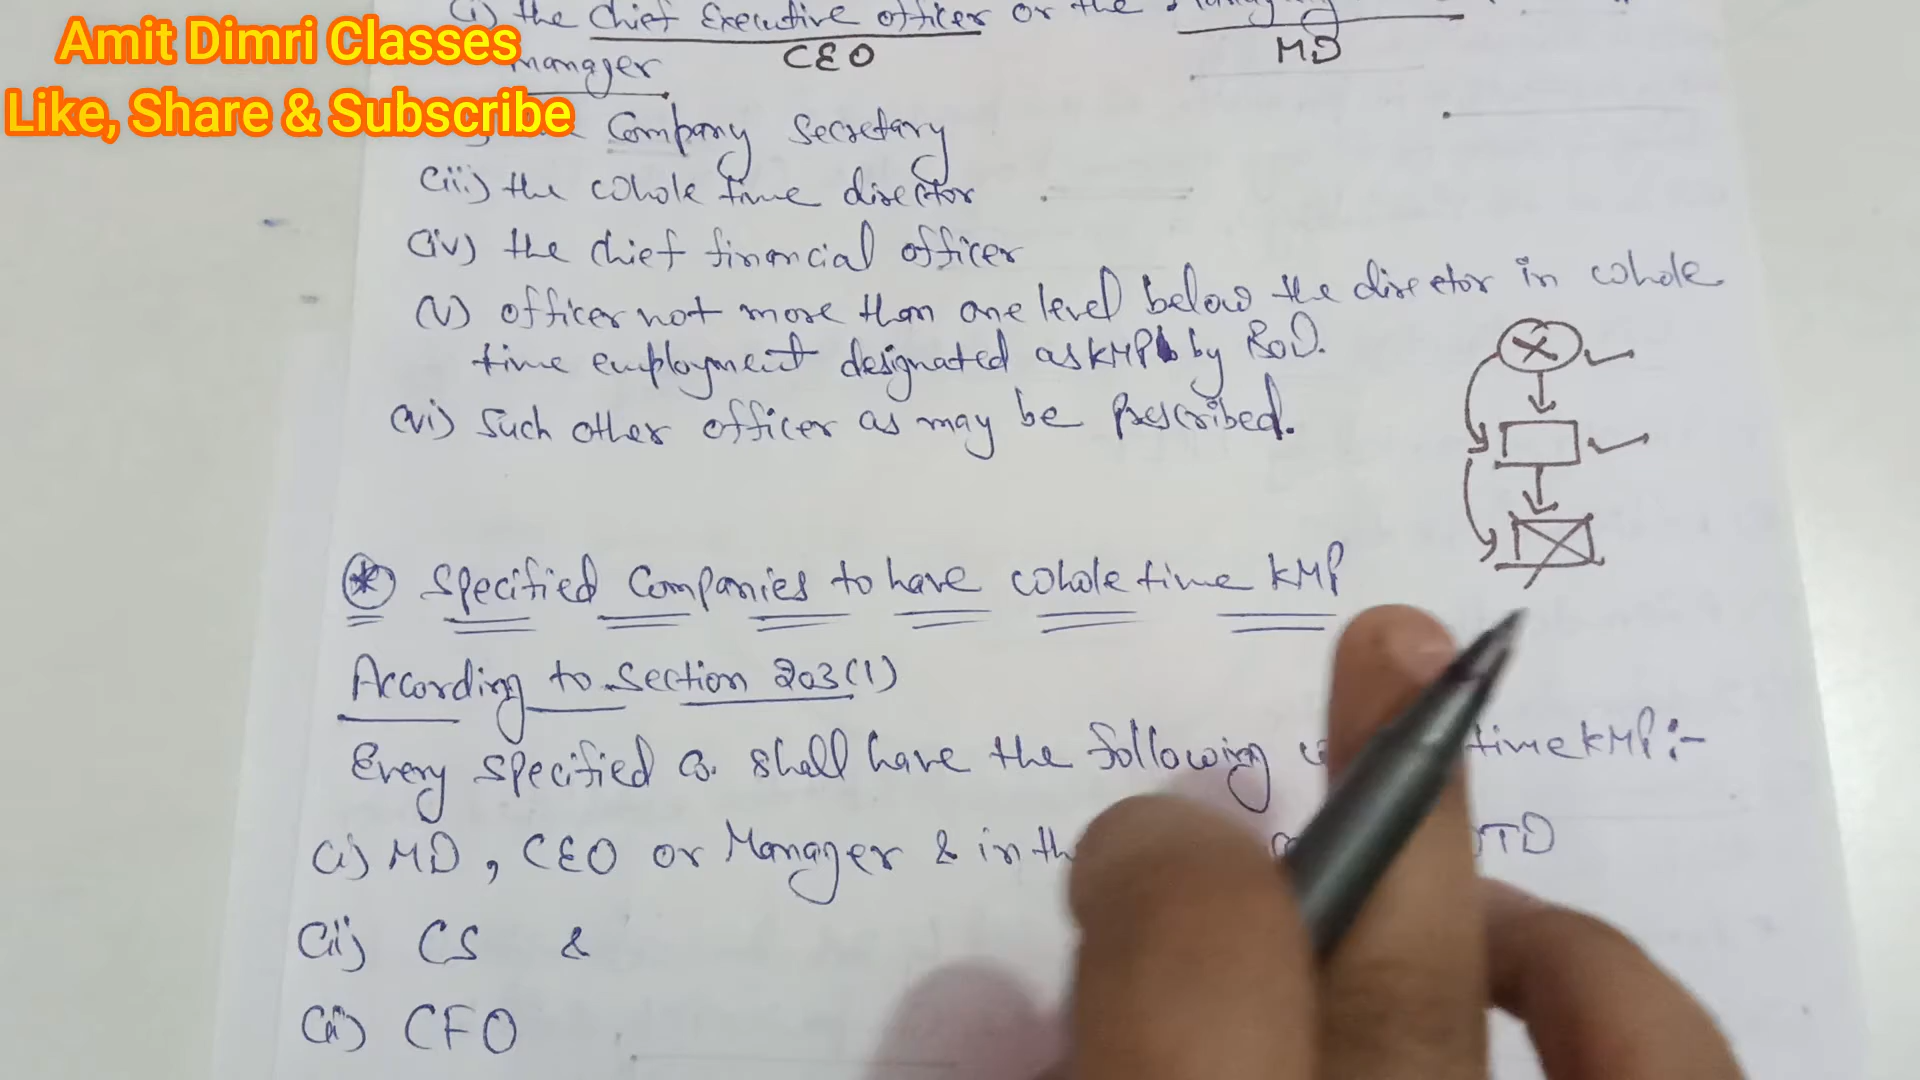 Amit Dimri Classes
Like, Share & Subscribe
(i) the Chief Executive officer or the
CEO MD
manager
Company Secretary
(iii) the whole time director
(iv) the chief financial officer
(v) officer not more than one level below the director in whole
time employment designated as KMP by BoD.
(vi) Such other officer as may be Prescribed.
* Specified Companies to have whole time KMP
According to Section 203(1)
Every specified Co. shall have the following time KMP :-
(i) MD, CEO or Manager & in th TD
(ii) CS &
(iii) CFO